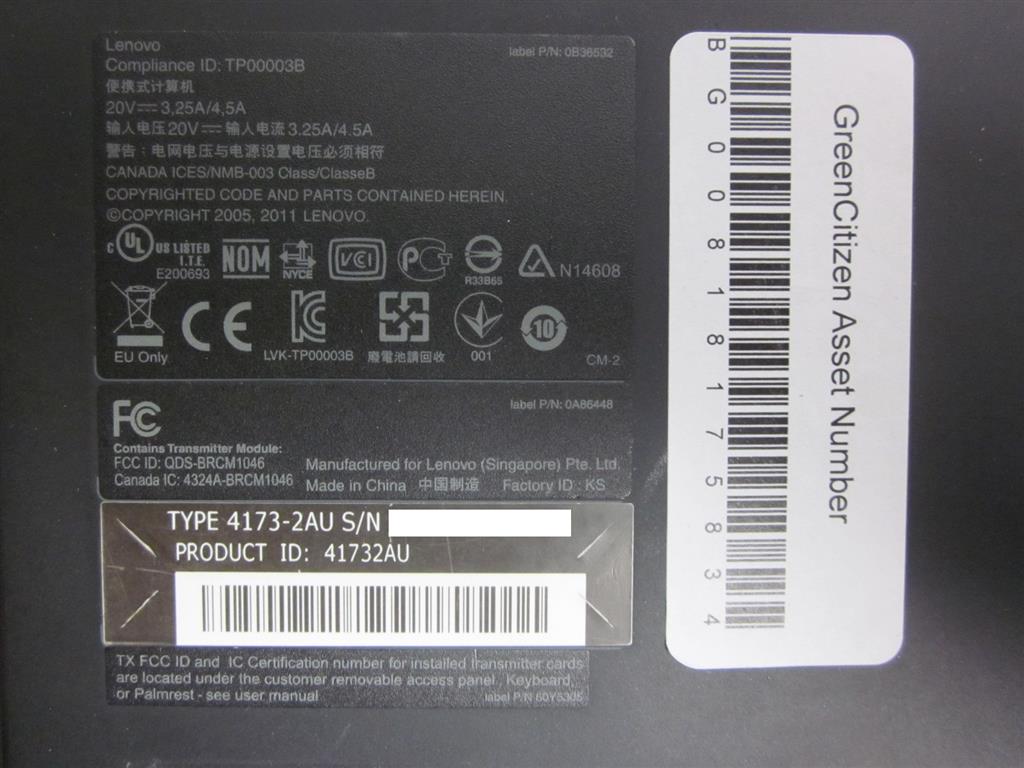 Lenovo
label P/N: 0B36532
Compliance ID: TP00003B
便携式计算机
20V⎓3,25A/4,5A
输入电压20V⎓ 输入电流 3.25A/4.5A
警告：电网电压与电源设置电压必须相符
CANADA ICES/NMB-003 Class/ClasseB
COPYRIGHTED CODE AND PARTS CONTAINED HEREIN.
©COPYRIGHT 2005, 2011 LENOVO.
C UL US LISTED
I.T.E.
E200693
NOM
NYCE
VCI
PCT
R33B65
N14608
EU Only
CE
KC
LVK-TP00003B
廢電池請回收
001
10
CM-2
FC
label P/N: 0A86448
Contains Transmitter Module:
FCC ID: QDS-BRCM1046
Canada IC: 4324A-BRCM1046
Manufactured for Lenovo (Singapore) Pte. Ltd.
Made in China 中国制造 Factory ID : KS
TYPE 4173-2AU S/N
PRODUCT ID: 41732AU
TX FCC ID and IC Certification number for installed transmitter cards
are located under the customer removable access panel, Keyboard,
or Palmrest - see user manual
label P/N 60Y5305
GreenCitizen Asset Number
BG00818175834